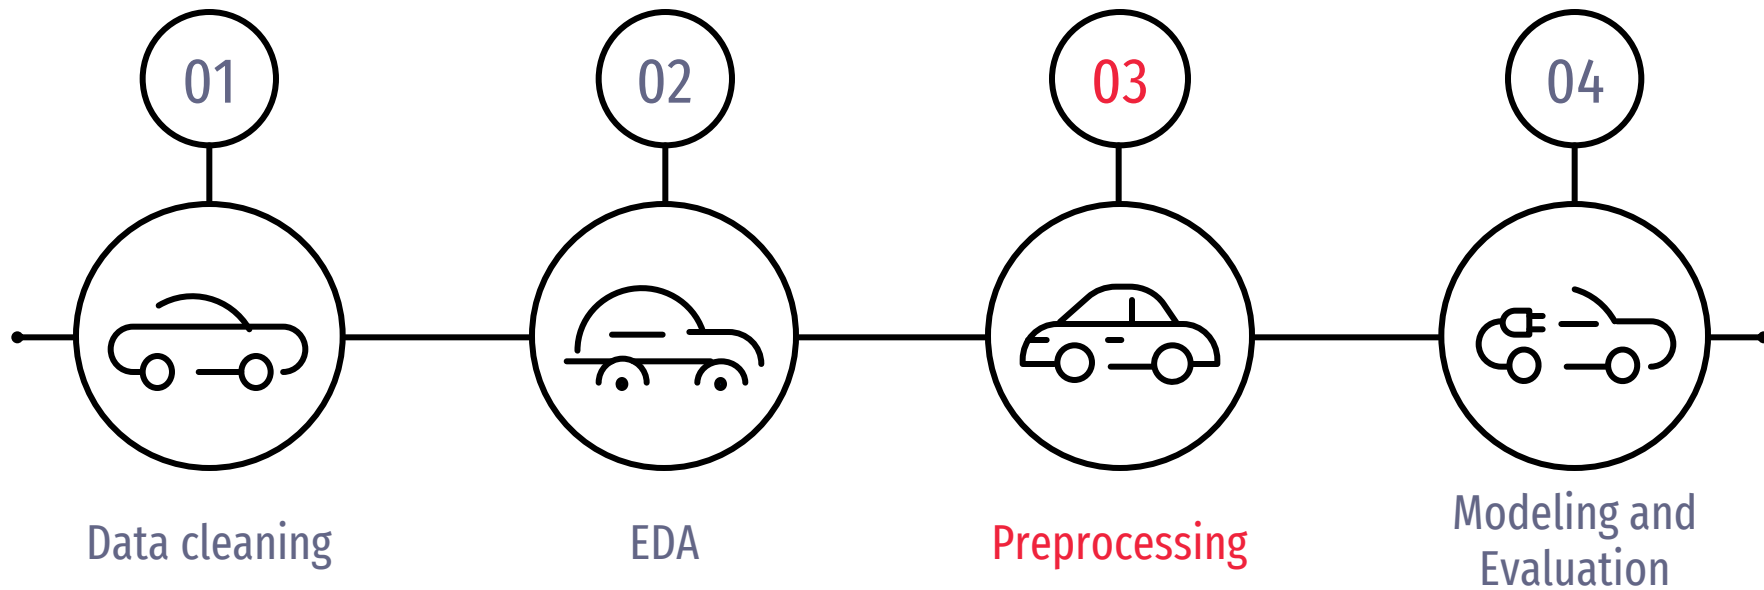 01
02
03
04
Data cleaning
EDA
Preprocessing
Modeling and
Evaluation